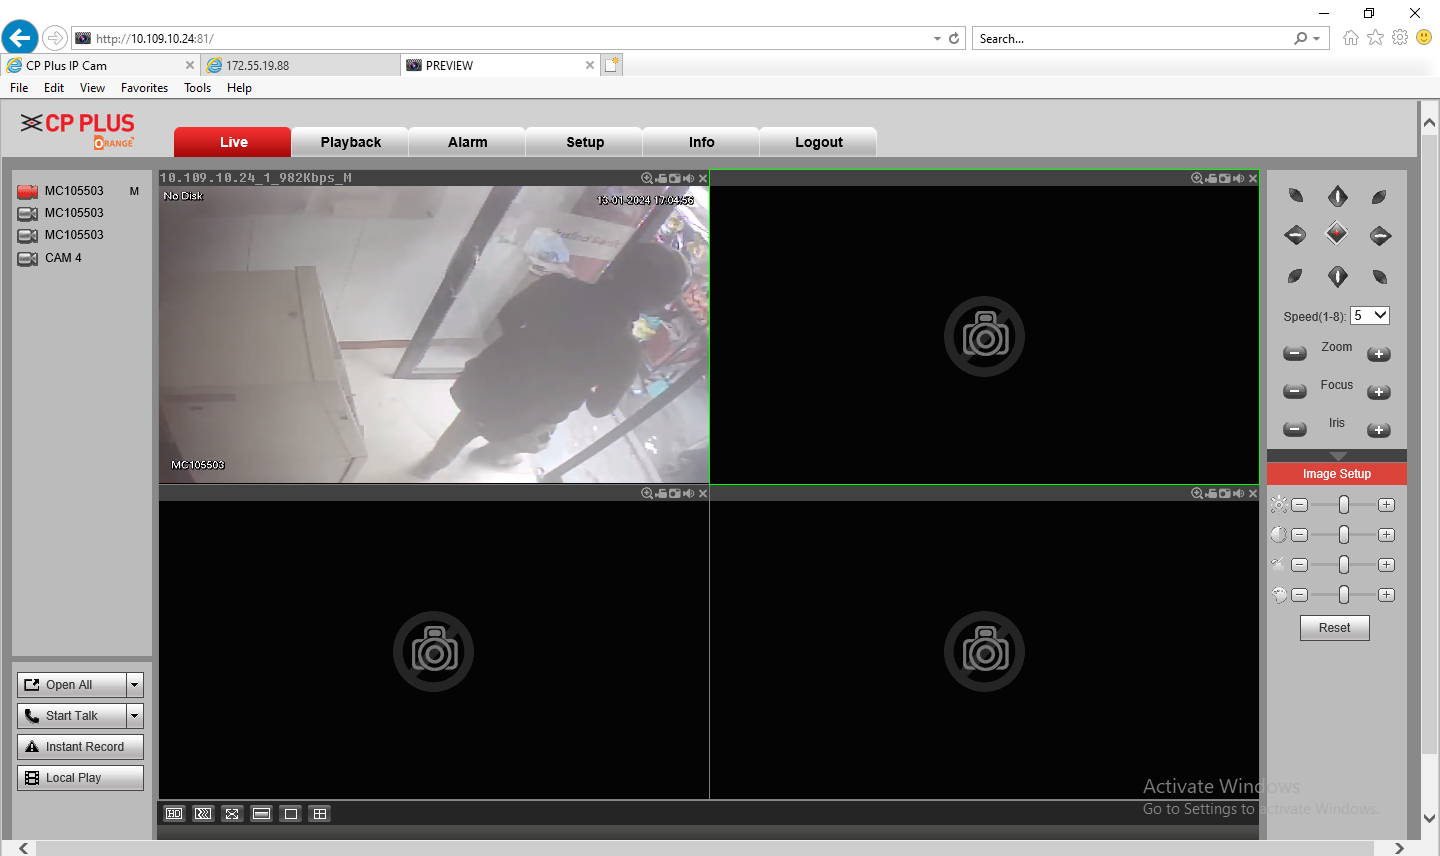 http://10.109.10.24:81/
Search...
CP Plus IP Cam
172.55.19.88
PREVIEW
File Edit View Favorites Tools Help
CP PLUS
ORANGE
Live Playback Alarm Setup Info Logout
MC105503 M
MC105503
MC105503
CAM 4
10.109.10.24_1_982Kbps_M
No Disk
13-01-2024 17:04:56
MC105503
Speed(1-8): 5
Zoom
Focus
Iris
Image Setup
Reset
Open All
Start Talk
Instant Record
Local Play
HD
Activate Windows
Go to Settings to activate Windows.